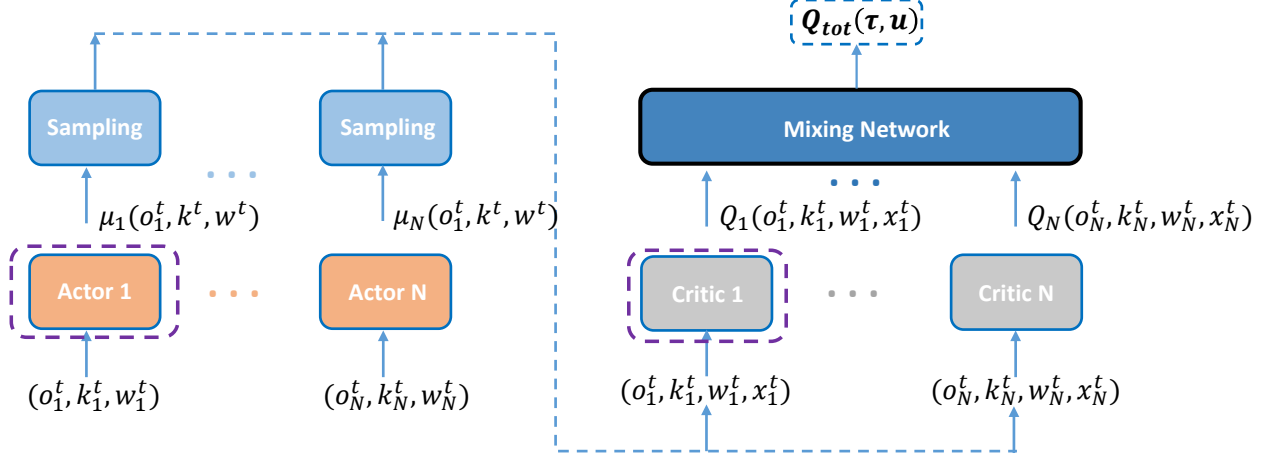 Q_tot(τ, u)
Sampling
Sampling
Mixing Network
. . .
. . .
μ_1(o_1^t, k^t, w^t)
μ_N(o_1^t, k^t, w^t)
Q_1(o_1^t, k_1^t, w_1^t, x_1^t)
Q_N(o_N^t, k_N^t, w_N^t, x_N^t)
Actor 1
. . .
Actor N
Critic 1
. . .
Critic N
(o_1^t, k_1^t, w_1^t)
(o_N^t, k_N^t, w_N^t)
(o_1^t, k_1^t, w_1^t, x_1^t)
(o_N^t, k_N^t, w_N^t, x_N^t)